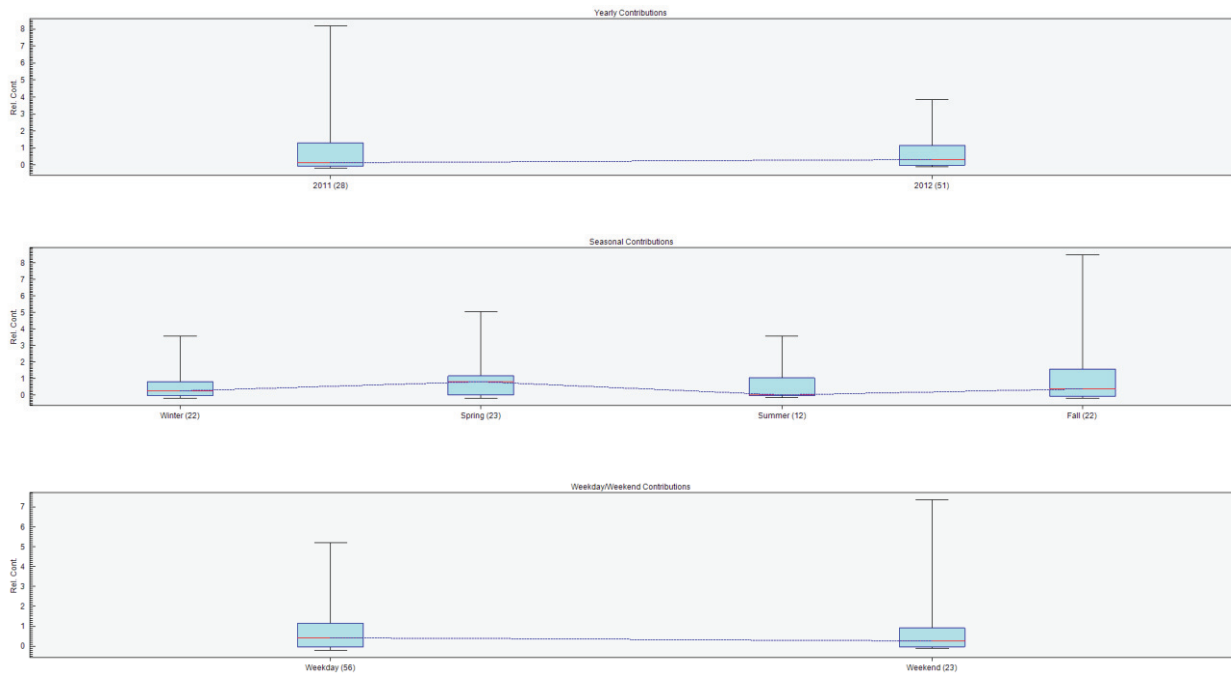 Yearly Contributions
Rel. Cont.
8
7
6
5
4
3
2
1
0
2011 (28) 2012 (51)
Seasonal Contributions
Rel. Cont.
8
7
6
5
4
3
2
1
0
Winter (22) Spring (23) Summer (12) Fall (22)
Weekday/Weekend Contributions
Rel. Cont.
7
6
5
4
3
2
1
0
Weekday (56) Weekend (23)